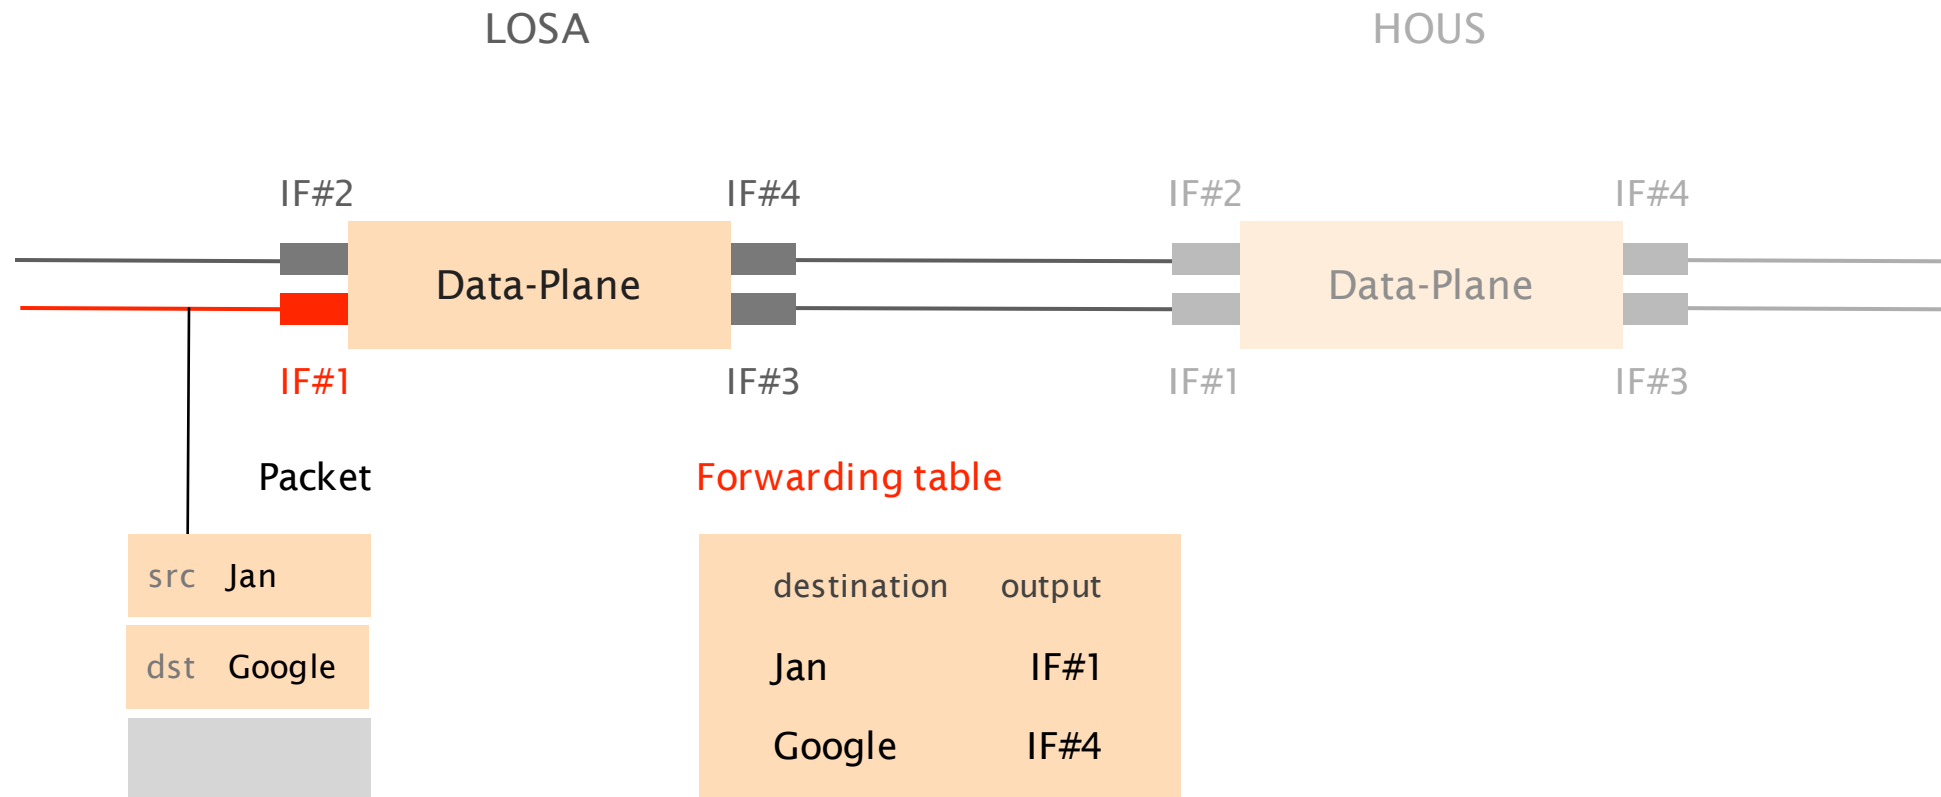 LOSA HOUS
IF#2 IF#4 IF#2 IF#4
Data-Plane Data-Plane
IF#1 IF#3 IF#1 IF#3
Packet Forwarding table
src Jan
destination output
dst Google
Jan IF#1
Google IF#4